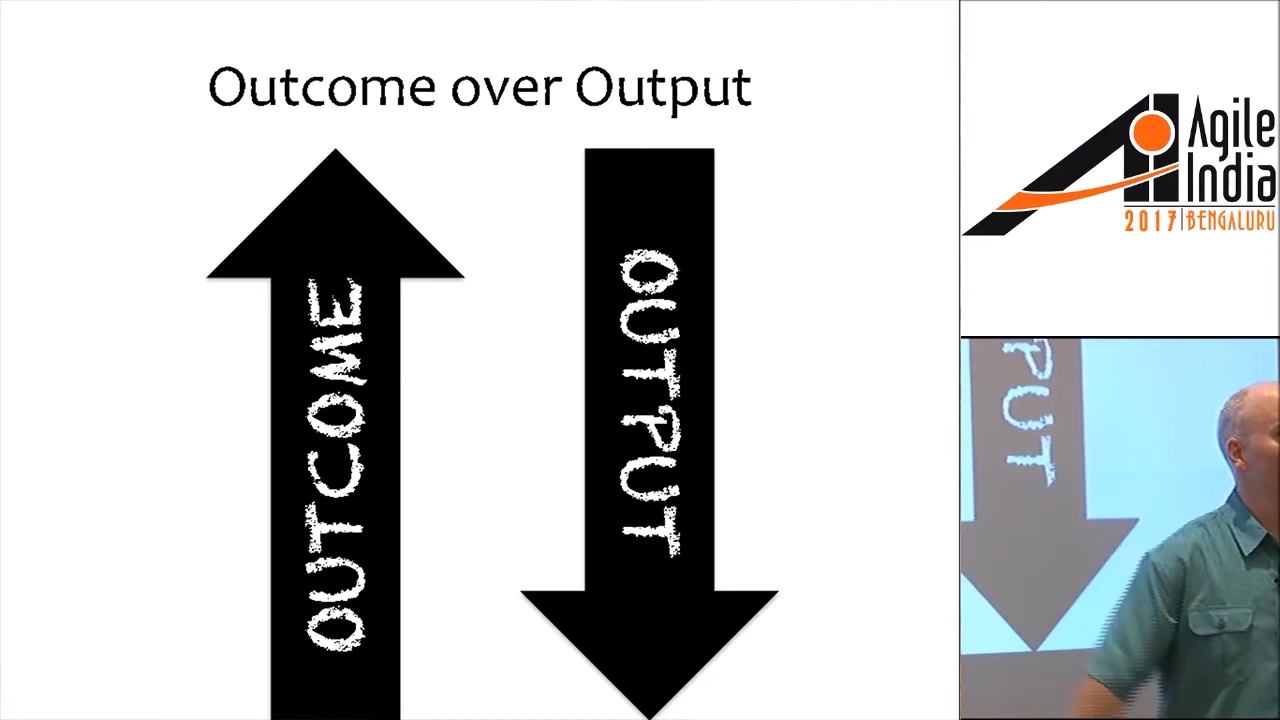 Outcome over Output
OUTCOME
OUTPUT
Agile
India
2017 | BENGALURU
PUT